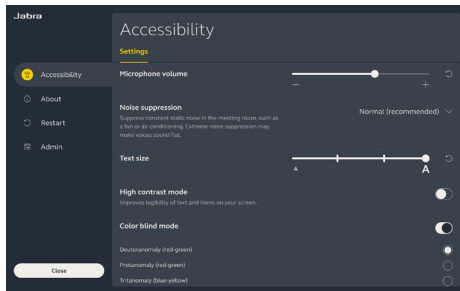 Jabra
Accessibility
Settings
Accessibility
About
Restart
Admin
Close
Microphone volume
Noise suppression
Suppress constant static noise in the meeting room, such as
a fan or air conditioning. Extreme noise suppression may
make voices sound flat.
Normal (recommended)
Text size
A
A
High contrast mode
Improves legibility of text and items on your screen.
Color blind mode
Deuteranomaly (red-green)
Protanomaly (red-green)
Tritanomaly (blue-yellow)